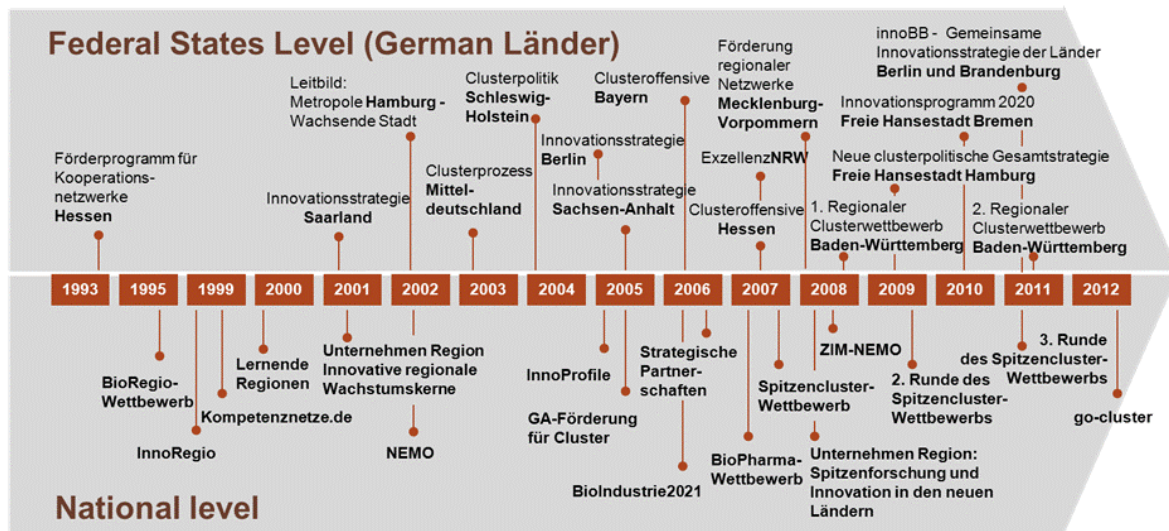 Federal States Level (German Länder)
Förderprogramm für
Kooperations-
netzwerke
Hessen
Innovationsstrategie
Saarland
Leitbild:
Metropole Hamburg -
Wachsende Stadt
Clusterprozess
Mittel-
deutschland
Clusterpolitik
Schleswig-
Holstein
Innovationsstrategie
Berlin
Innovationsstrategie
Sachsen-Anhalt
Clusteroffensive
Bayern
Förderung
regionaler
Netzwerke
Mecklenburg-
Vorpommern
ExzellenzNRW
Clusteroffensive
Hessen
1. Regionaler
Clusterwettbewerb
Baden-Württemberg
Neue clusterpolitische Gesamtstrategie
Freie Hansestadt Hamburg
Innovationsprogramm 2020
Freie Hansestadt Bremen
innoBB - Gemeinsame
Innovationsstrategie der Länder
Berlin und Brandenburg
2. Regionaler
Clusterwettbewerb
Baden-Württemberg
1993 1995 1999 2000 2001 2002 2003 2004 2005 2006 2007 2008 2009 2010 2011 2012
BioRegio-
Wettbewerb
InnoRegio
Kompetenznetze.de
Lernende
Regionen
Unternehmen Region
Innovative regionale
Wachstumskerne
NEMO
InnoProfile
GA-Förderung
für Cluster
BioIndustrie2021
Strategische
Partner-
schaften
BioPharma-
Wettbewerb
Spitzencluster-
Wettbewerb
Unternehmen Region:
Spitzenforschung und
Innovation in den neuen
Ländern
ZIM-NEMO
2. Runde des
Spitzencluster-
Wettbewerbs
3. Runde
des Spitzencluster-
Wettbewerbs
go-cluster
National level